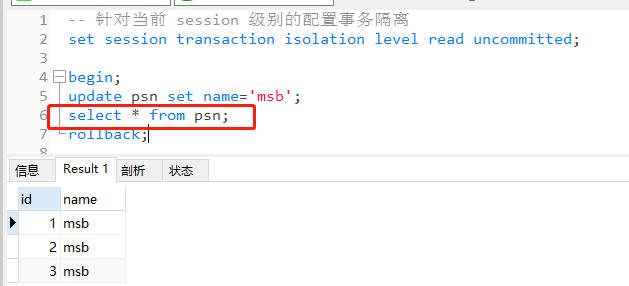 1 -- 针对当前 session 级别的配置事务隔离
2 set session transaction isolation level read uncommitted;
3
4 begin;
5 update psn set name='msb';
6 select * from psn;
7 rollback;
8
信息 Result 1 剖析 状态
id name
1 msb
2 msb
3 msb